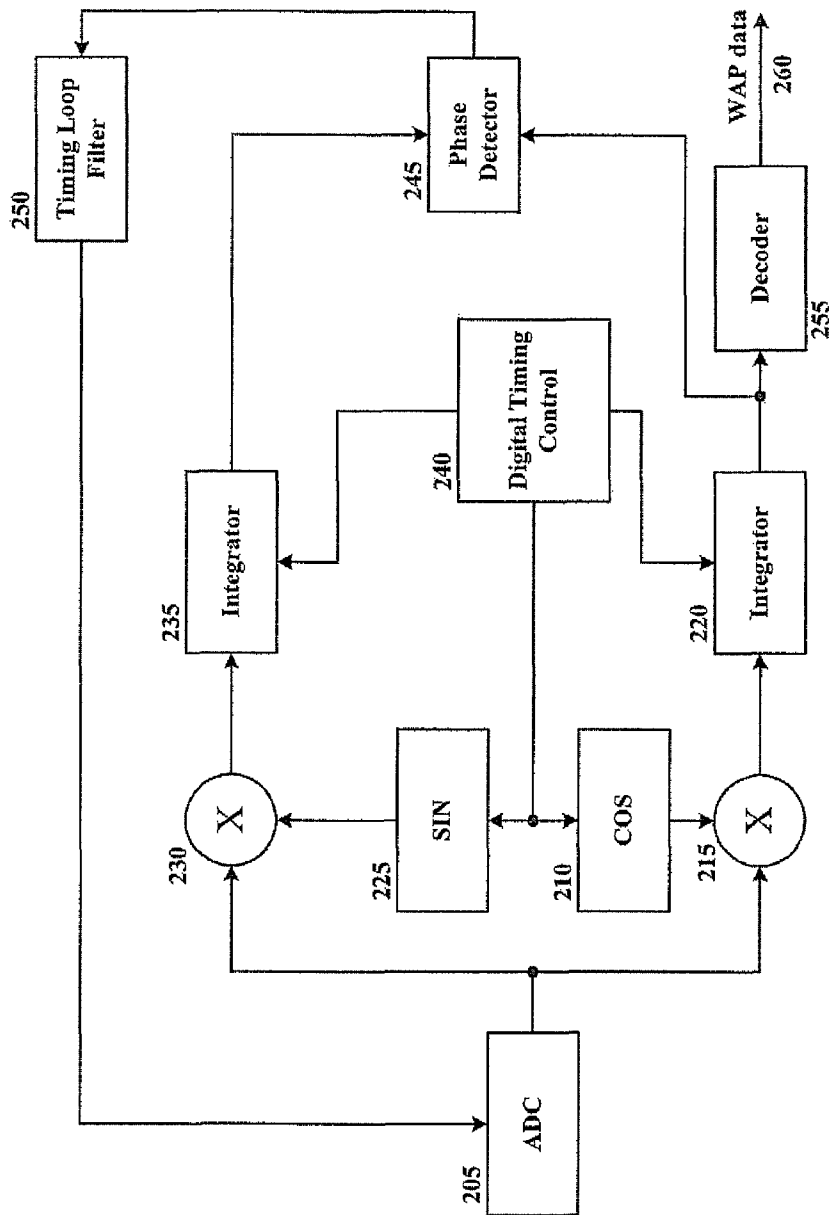 250
Timing Loop
Filter
235
Integrator
245
Phase
Detector
230
X
225
SIN
240
Digital Timing
Control
205
ADC
210
COS
215
X
220
Integrator
255
Decoder
WAP data
260